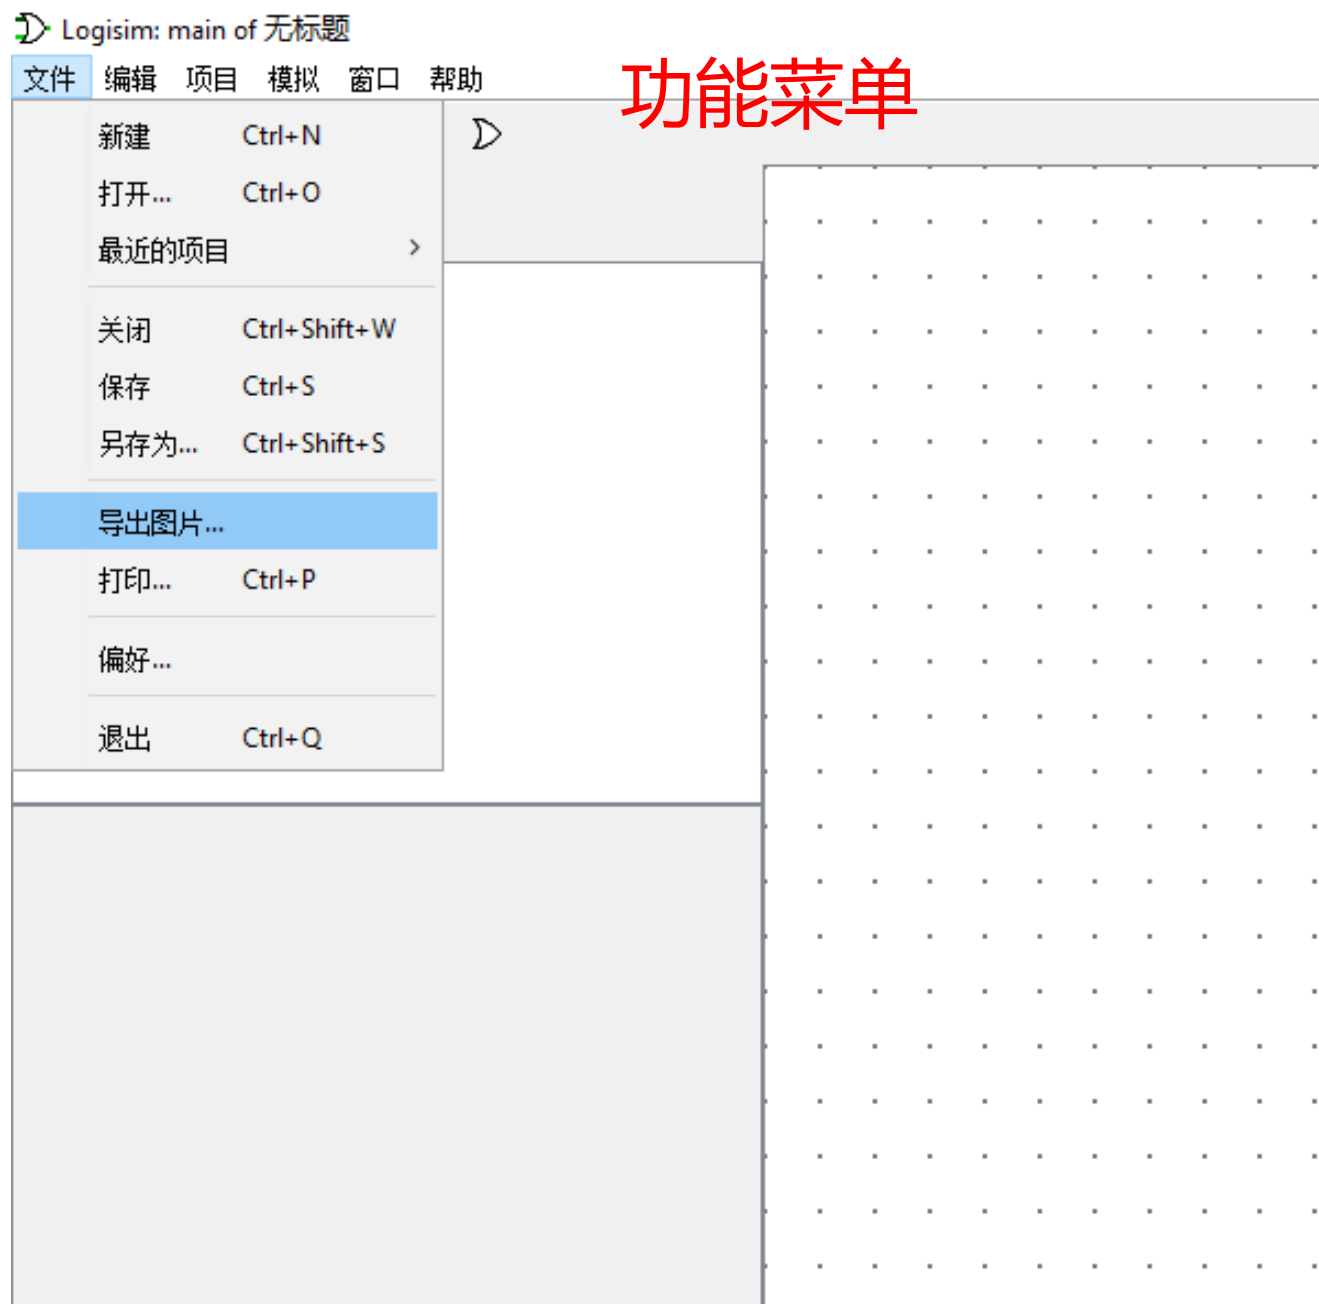 Logisim: main of 无标题
文件 编辑 项目 模拟 窗口 帮助
功能菜单
新建 Ctrl+N
打开... Ctrl+O
最近的项目
关闭 Ctrl+Shift+W
保存 Ctrl+S
另存为... Ctrl+Shift+S
导出图片...
打印... Ctrl+P
偏好...
退出 Ctrl+Q